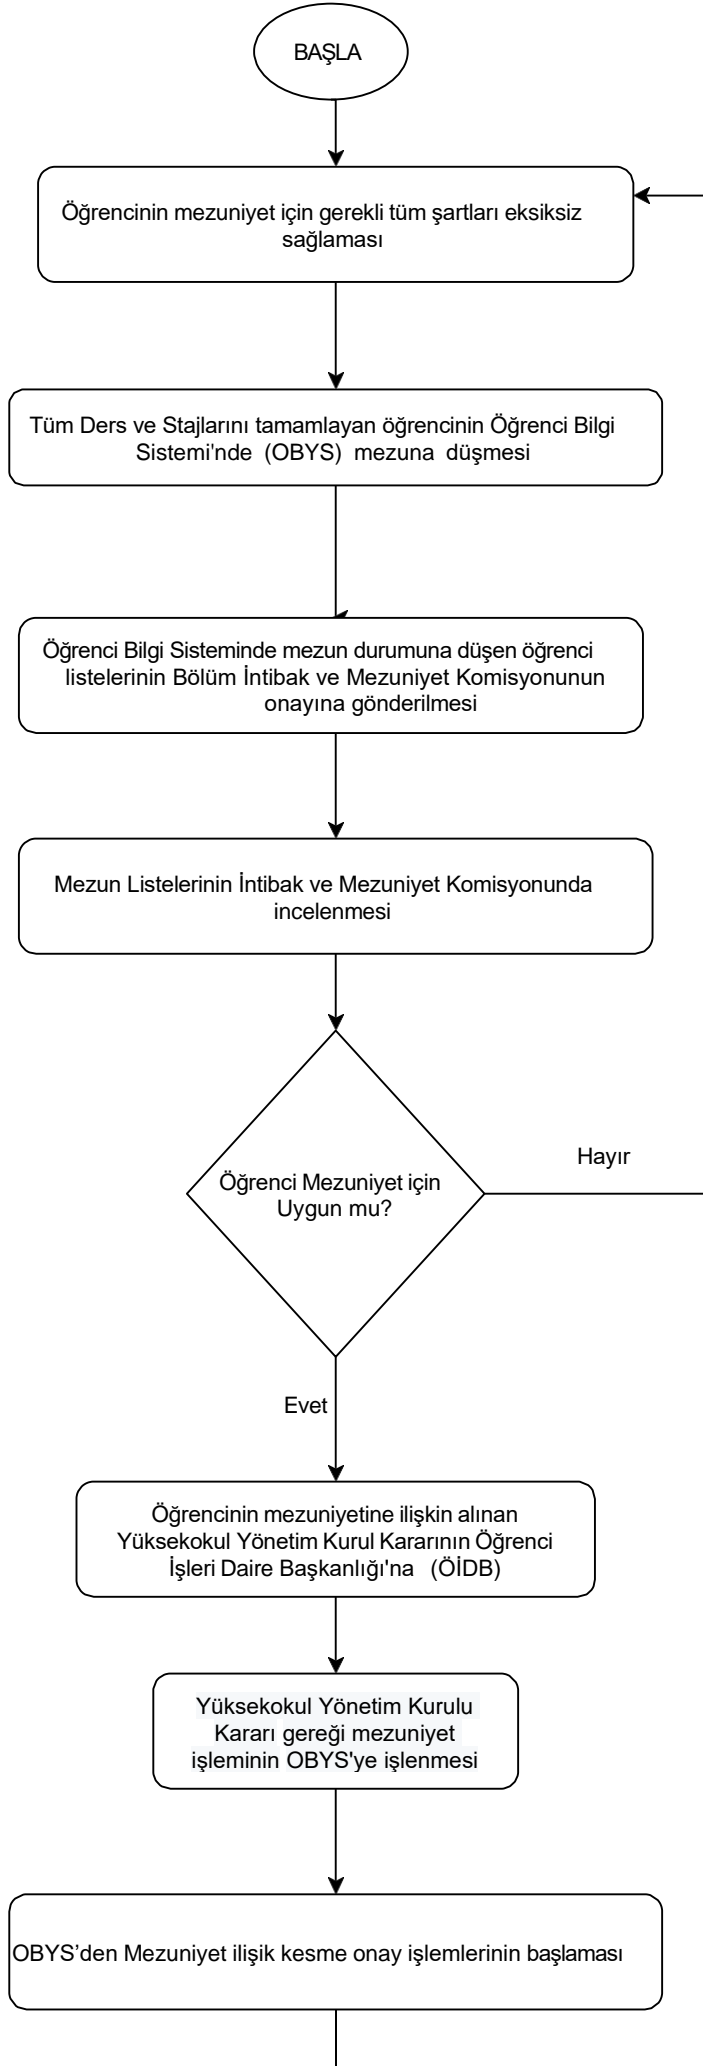 BAŞLA
Öğrencinin mezuniyet için gerekli tüm şartları eksiksiz
sağlaması
Tüm Ders ve Stajlarını tamamlayan öğrencinin Öğrenci Bilgi
Sistemi'nde (OBYS) mezuna düşmesi
Öğrenci Bilgi Sisteminde mezun durumuna düşen öğrenci
listelerinin Bölüm İntibak ve Mezuniyet Komisyonunun
onayına gönderilmesi
Mezun Listelerinin İntibak ve Mezuniyet Komisyonunda
incelenmesi
Hayır
Öğrenci Mezuniyet için
Uygun mu?
Evet
Öğrencinin mezuniyetine ilişkin alınan
Yüksekokul Yönetim Kurul Kararının Öğrenci
İşleri Daire Başkanlığı'na (ÖİDB)
Yüksekokul Yönetim Kurulu
Kararı gereği mezuniyet
işleminin OBYS'ye işlenmesi
OBYS’den Mezuniyet ilişik kesme onay işlemlerinin başlaması